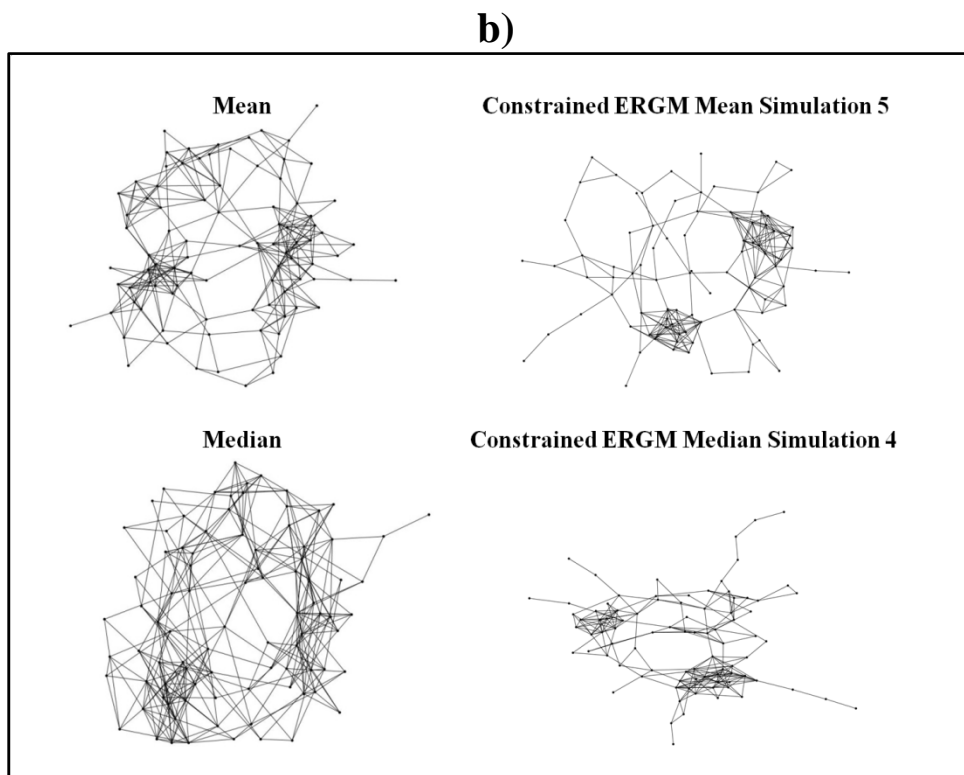 b)
Mean
Constrained ERGM Mean Simulation 5
Median
Constrained ERGM Median Simulation 4